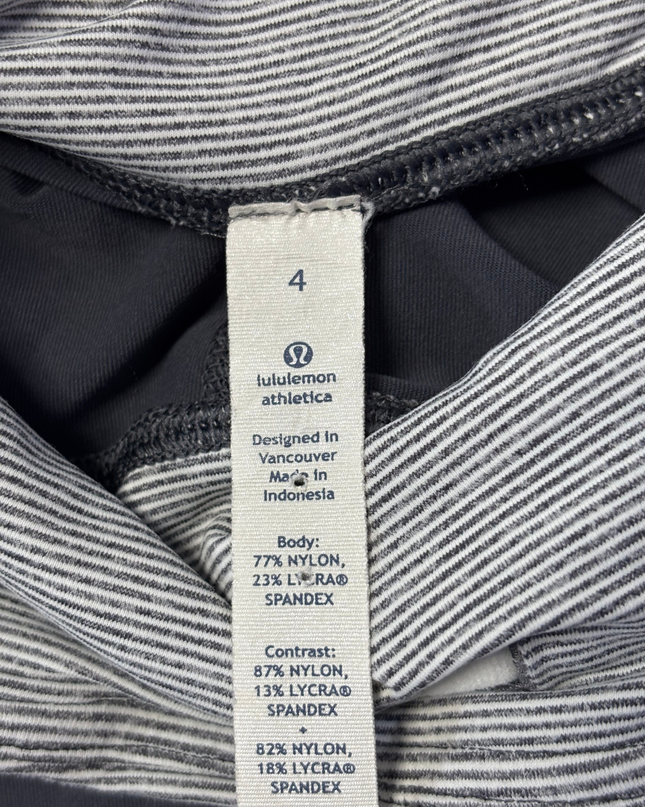 4
lululemon
athletica
Designed in
Vancouver
Made in
Indonesia
Body:
77% NYLON,
23% LYCRA®
SPANDEX
Contrast:
87% NYLON,
13% LYCRA®
SPANDEX
+
82% NYLON,
18% LYCRA®
SPANDEX